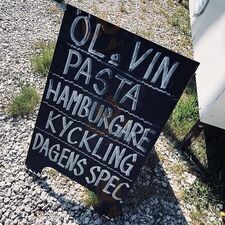 ÖL & VIN
PASTA
HAMBURGARE
KYCKLING
DAGENS SPEC.